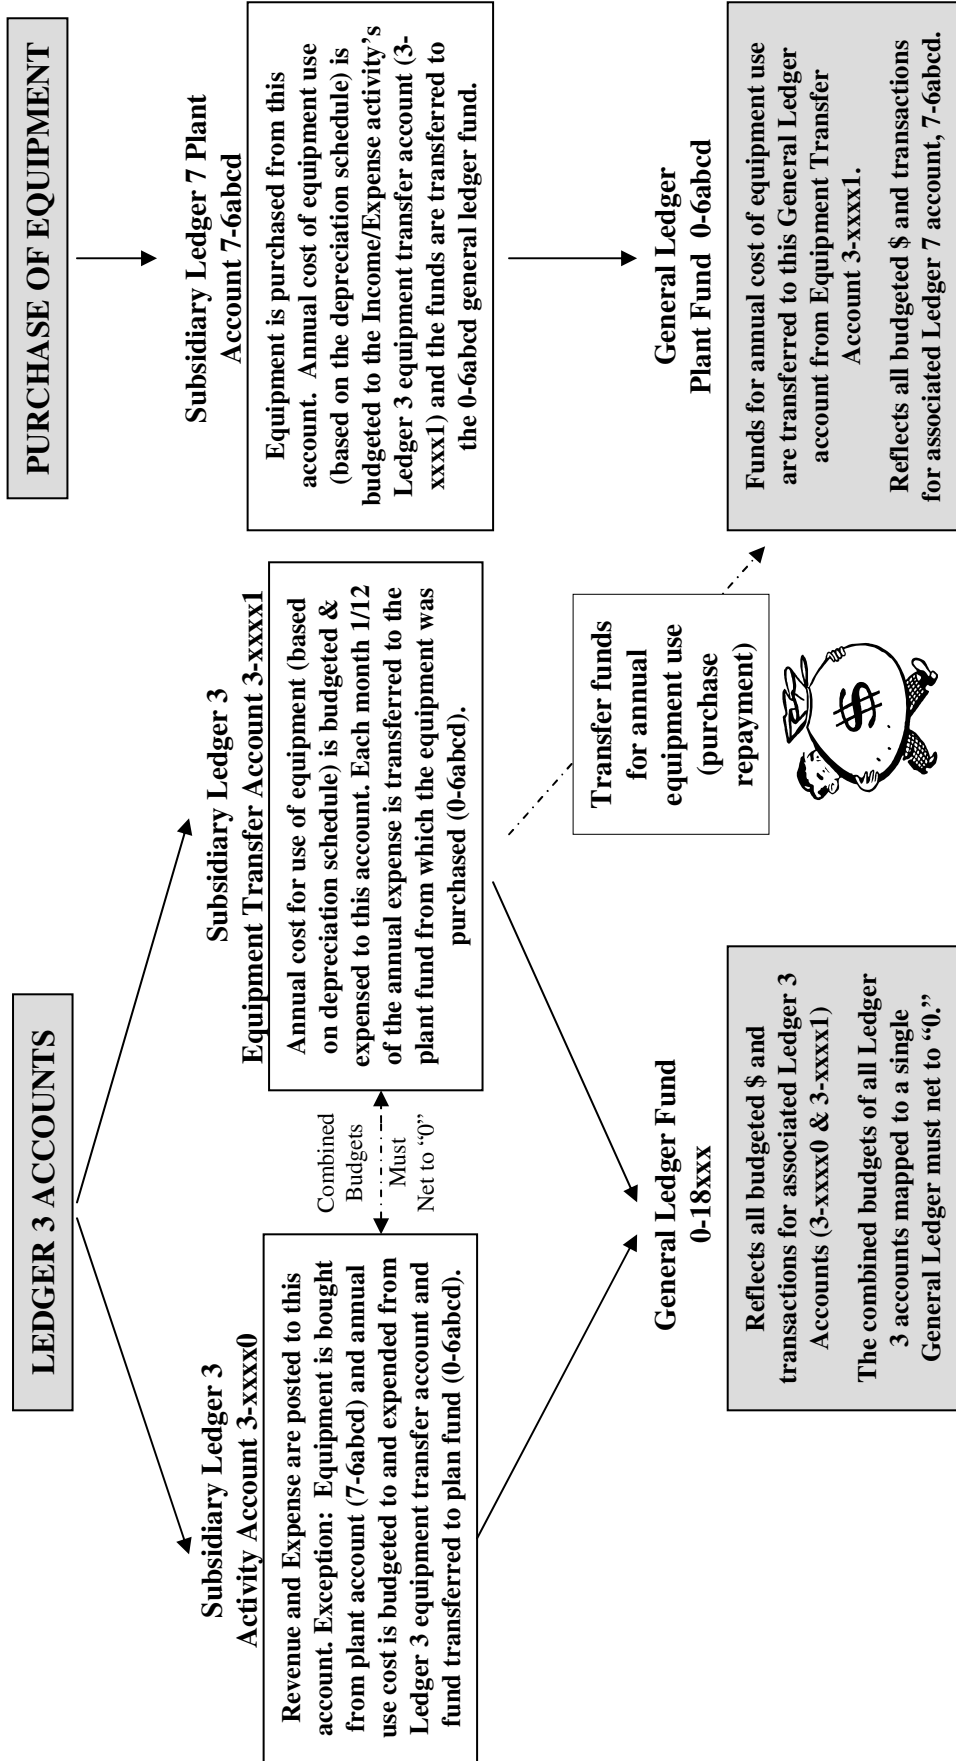 LEDGER 3 ACCOUNTS
Subsidiary Ledger 3
Activity Account 3-xxxx0
Revenue and Expense are posted to this
account. Exception: Equipment is bought
from plant account (7-6abcd) and annual
use cost is budgeted to and expended from
Ledger 3 equipment transfer account and
fund transferred to plan fund (0-6abcd).
Combined
Budgets
Must
Net to “0”
Subsidiary Ledger 3
Equipment Transfer Account 3-xxxx1
Annual cost for use of equipment (based
on depreciation schedule) is budgeted &
expensed to this account. Each month 1/12
of the annual expense is transferred to the
plant fund from which the equipment was
purchased (0-6abcd).
General Ledger Fund
0-18xxx
Reflects all budgeted $ and
transactions for associated Ledger 3
Accounts (3-xxxx0 & 3-xxxx1)
The combined budgets of all Ledger
3 accounts mapped to a single
General Ledger must net to “0.”
Transfer funds
for annual
equipment use
(purchase
repayment)
$
PURCHASE OF EQUIPMENT
Subsidiary Ledger 7 Plant
Account 7-6abcd
Equipment is purchased from this
account. Annual cost of equipment use
(based on the depreciation schedule) is
budgeted to the Income/Expense activity’s
Ledger 3 equipment transfer account (3-
xxxx1) and the funds are transferred to
the 0-6abcd general ledger fund.
General Ledger
Plant Fund 0-6abcd
Funds for annual cost of equipment use
are transferred to this General Ledger
account from Equipment Transfer
Account 3-xxxx1.
Reflects all budgeted $ and transactions
for associated Ledger 7 account, 7-6abcd.